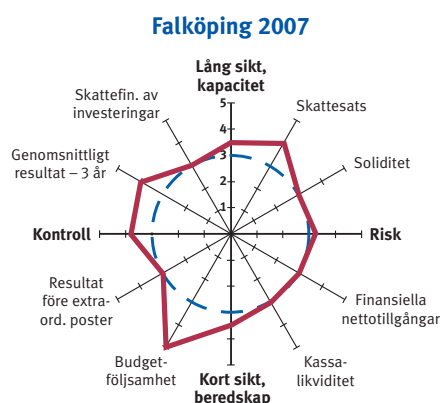 Falköping 2007
Lång sikt,
kapacitet
Skattefin. av
investeringar
Skattesats
Genomsnittligt
resultat – 3 år
Soliditet
5
4
3
2
1
Kontroll
Risk
Resultat
före extra-
ord. poster
Finansiella
nettotillgångar
Budget-
följsamhet
Kassa-
likviditet
Kort sikt,
beredskap